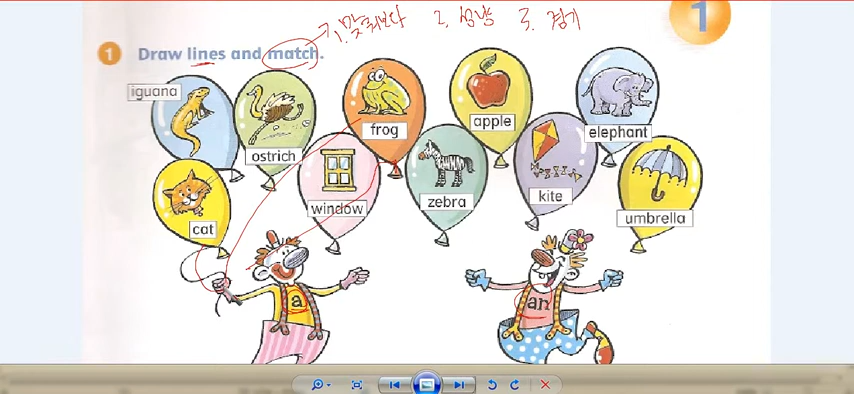 1. 맞춰보다 2. 성냥 3. 경기
1
1 Draw lines and match.
iguana
ostrich
frog
apple
elephant
cat
window
zebra
kite
umbrella
a
an